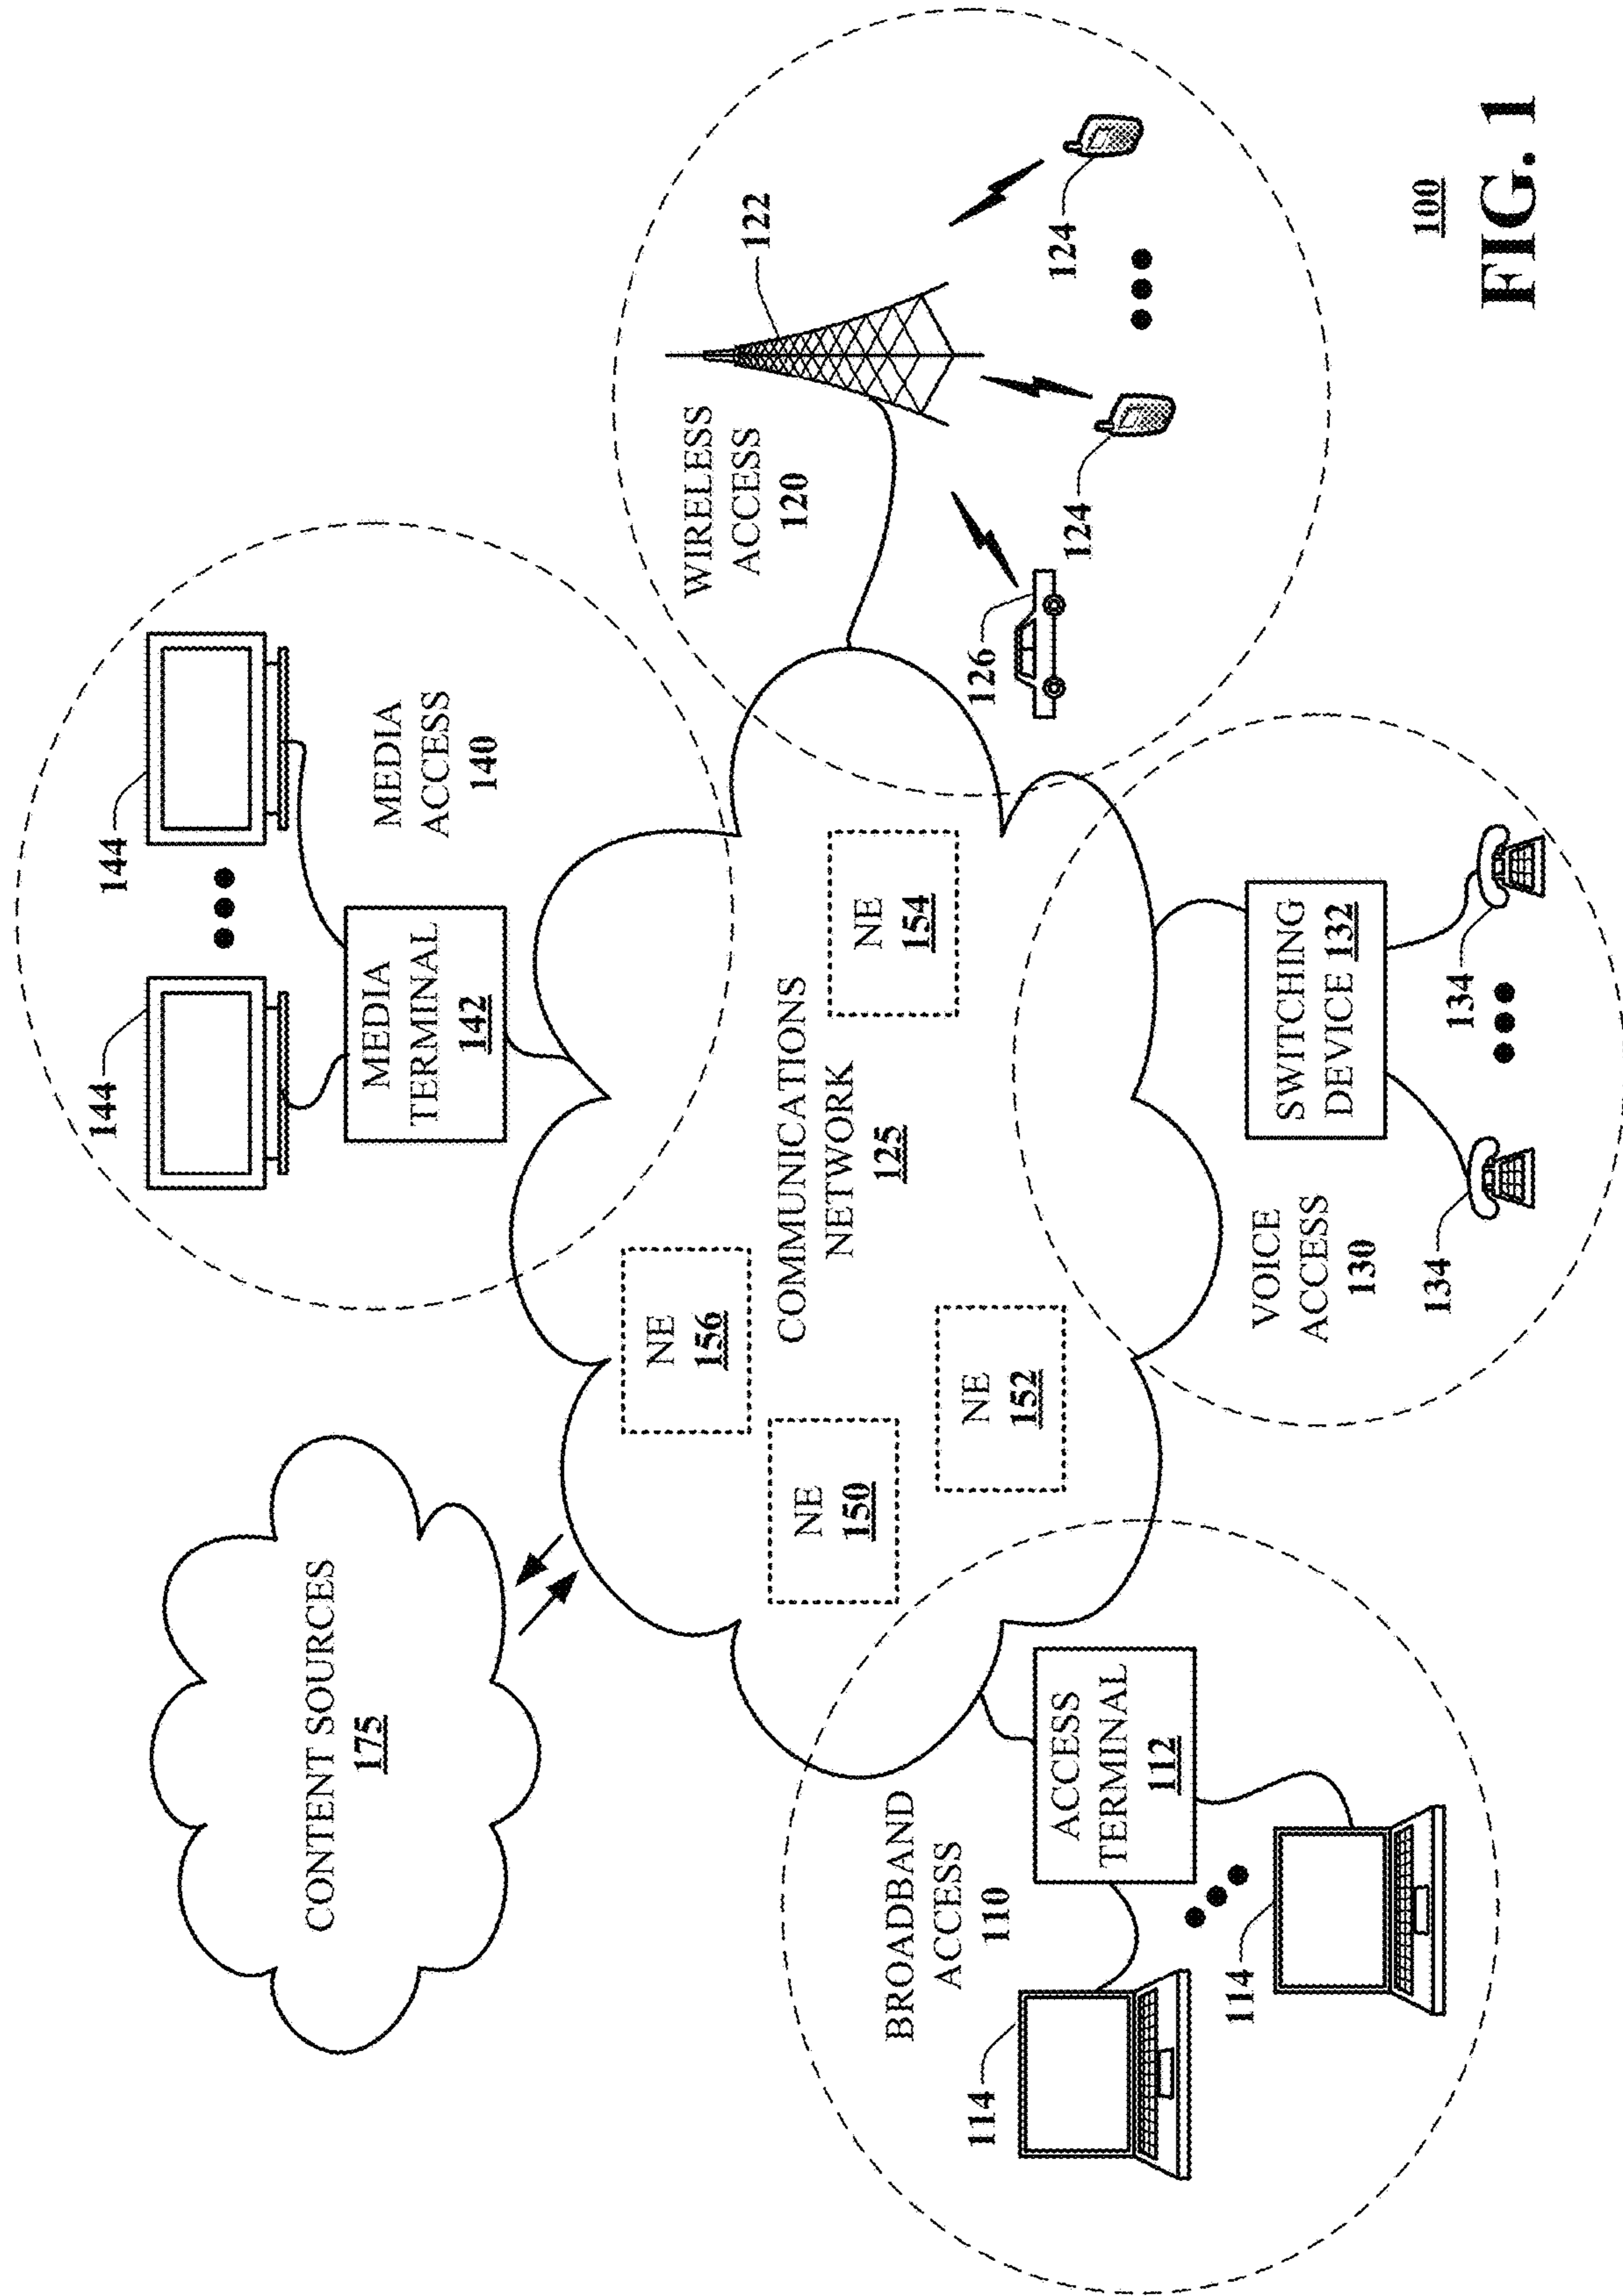 CONTENT SOURCES
175
144
144
MEDIA
TERMINAL
142
MEDIA
ACCESS
140
NE
156
NE
150
NE
152
NE
154
COMMUNICATIONS
NETWORK
125
WIRELESS
ACCESS
120
122
126
124
124
BROADBAND
ACCESS
110
ACCESS
TERMINAL
112
114
114
VOICE
ACCESS
130
SWITCHING
DEVICE 132
134
134
100
FIG. 1